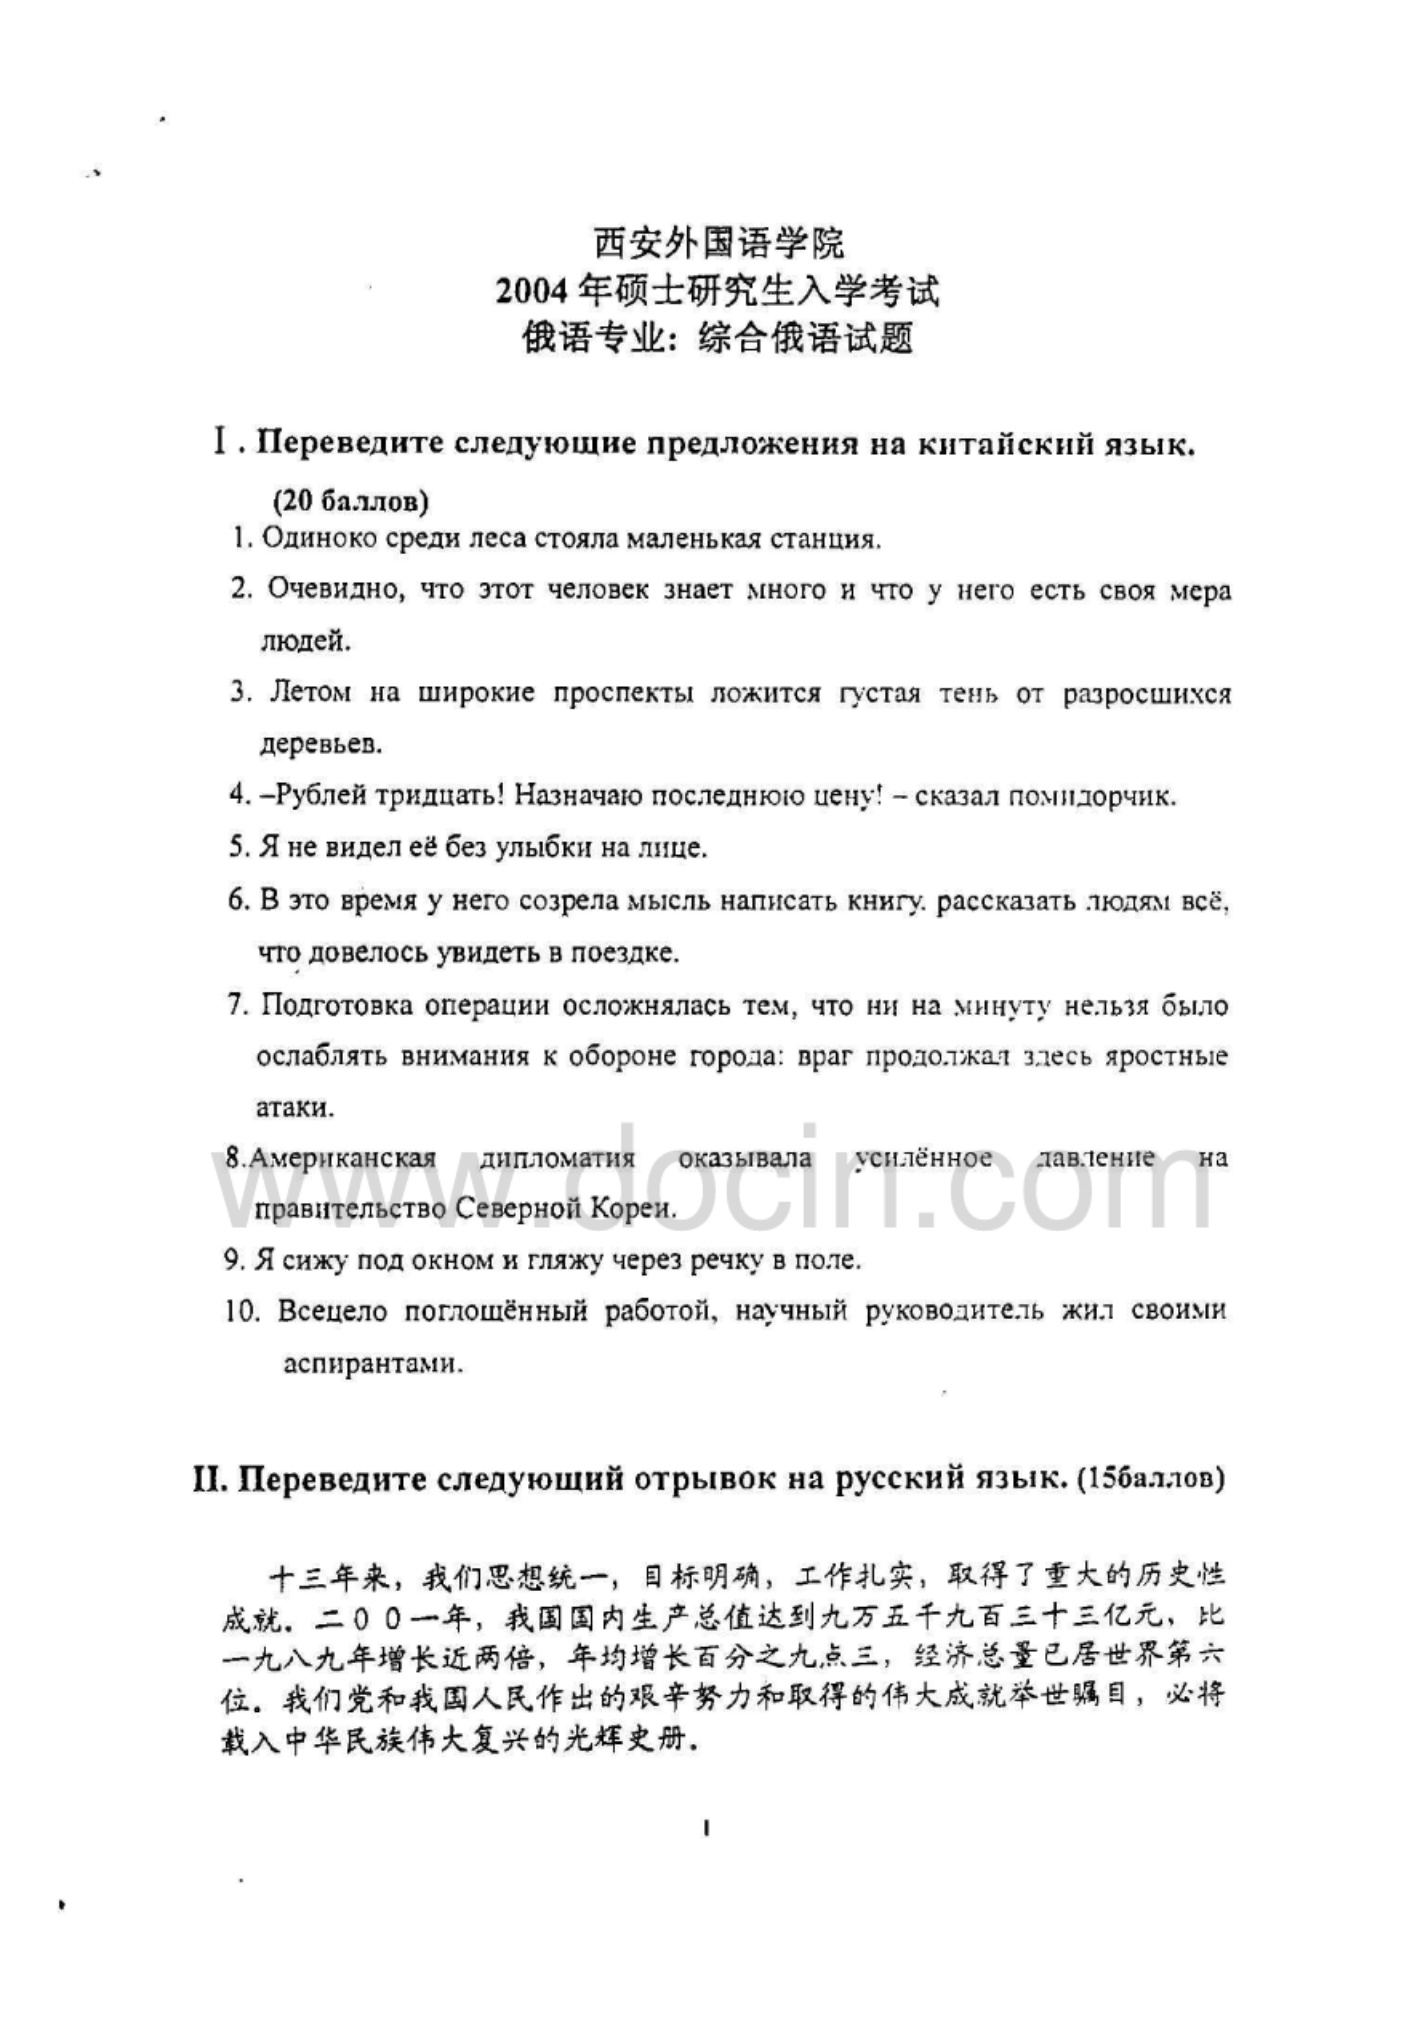 西安外国语学院
2004 年硕士研究生入学考试
俄语专业：综合俄语试题
Ⅰ. Переведите следующие предложения на китайский язык.
(20 баллов)
1. Одиноко среди леса стояла маленькая станция.
2. Очевидно, что этот человек знает много и что у него есть своя мера
людей.
3. Летом на широкие проспекты ложится густая тень от разросшихся
деревьев.
4. –Рублей тридцать! Назначаю последнюю цену! – сказал помидорчик.
5. Я не видел её без улыбки на лице.
6. В это время у него созрела мысль написать книгу. рассказать людям всё,
что довелось увидеть в поездке.
7. Подготовка операции осложнялась тем, что ни на минуту нельзя было
ослаблять внимания к обороне города: враг продолжал здесь яростные
атаки.
8.Американская дипломатия оказывала усилённое давление на
правительство Северной Кореи.
www.docin.com
9. Я сижу под окном и гляжу через речку в поле.
10. Всецело поглощённый работой, научный руководитель жил своими
аспирантами.
II. Переведите следующий отрывок на русский язык. (15баллов)
十三年来，我们思想统一，目标明确，工作扎实，取得了重大的历史性
成就。二００一年，我国国内生产总值达到九万五千九百三十三亿元，比
一九八九年增长近两倍，年均增长百分之九点三，经济总量已居世界第六
位。我们党和我国人民作出的艰辛努力和取得的伟大成就举世瞩目，必将
载入中华民族伟大复兴的光辉史册．
1